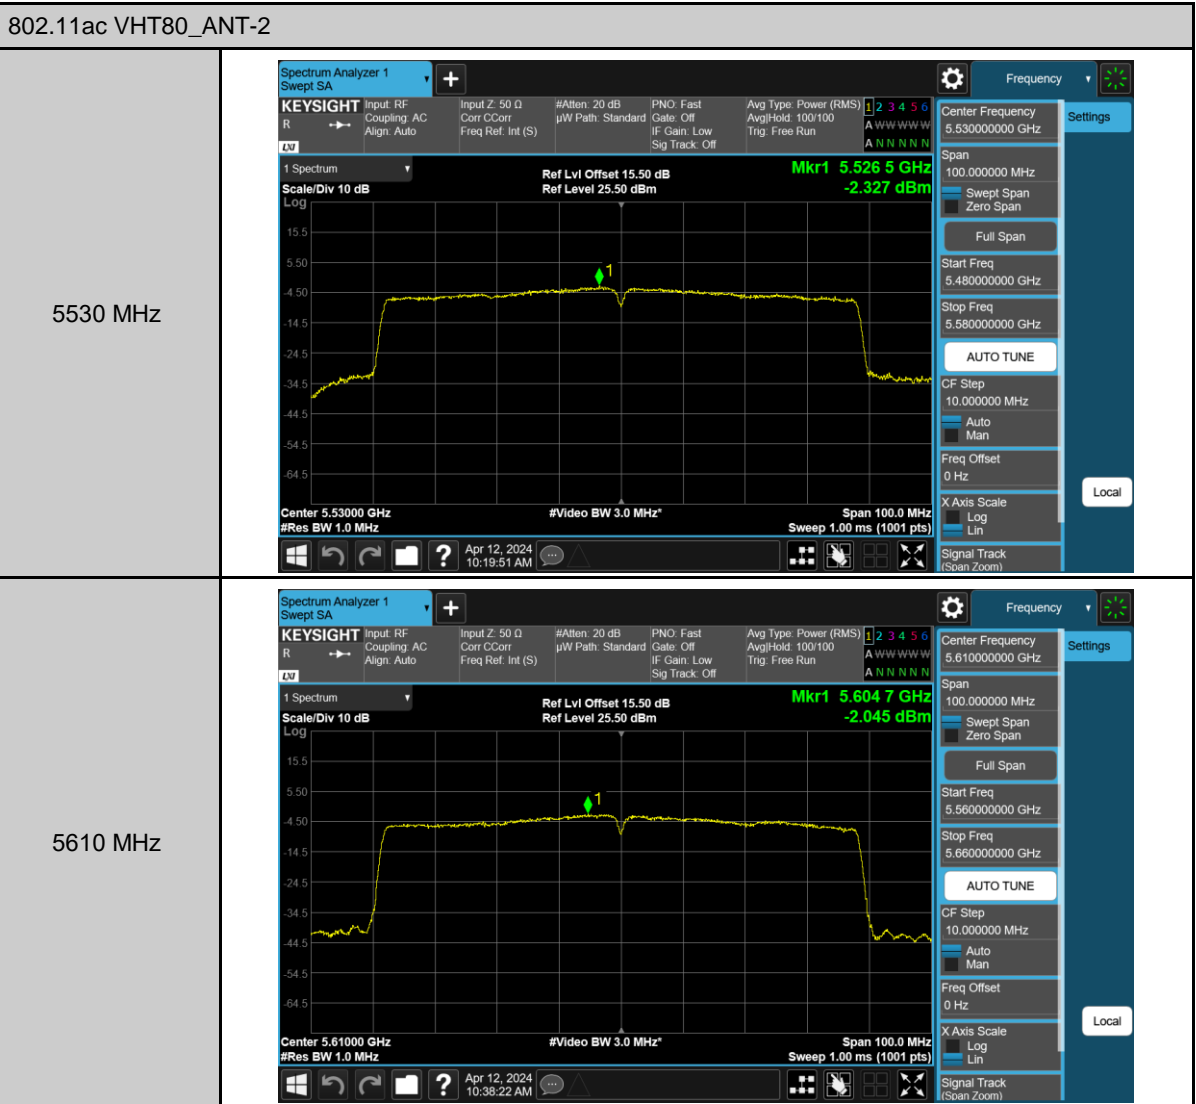 802.11ac VHT80_ANT-2
5530 MHz
Spectrum Analyzer 1
Swept SA
Frequency
KEYSIGHT
R
LXI
Input: RF
Coupling: AC
Align: Auto
Input Z: 50 Ω
Corr CCorr
Freq Ref: Int (S)
#Atten: 20 dB
µW Path: Standard
PNO: Fast
Gate: Off
IF Gain: Low
Sig Track: Off
Avg Type: Power (RMS)
Avg|Hold: 100/100
Trig: Free Run
1 2 3 4 5 6
A W W W W W
A N N N N N
1 Spectrum
Scale/Div 10 dB
Log
Ref Lvl Offset 15.50 dB
Ref Level 25.50 dBm
Mkr1 5.526 5 GHz
-2.327 dBm
15.5
5.50
-4.50
-14.5
-24.5
-34.5
-44.5
-54.5
-64.5
1
Center 5.53000 GHz
#Res BW 1.0 MHz
#Video BW 3.0 MHz*
Span 100.0 MHz
Sweep 1.00 ms (1001 pts)
Apr 12, 2024
10:19:51 AM
Center Frequency
5.530000000 GHz
Span
100.000000 MHz
Swept Span
Zero Span
Full Span
Start Freq
5.480000000 GHz
Stop Freq
5.580000000 GHz
AUTO TUNE
CF Step
10.000000 MHz
Auto
Man
Freq Offset
0 Hz
X Axis Scale
Log
Lin
Signal Track
(Span Zoom)
Settings
Local
5610 MHz
Spectrum Analyzer 1
Swept SA
Frequency
KEYSIGHT
R
LXI
Input: RF
Coupling: AC
Align: Auto
Input Z: 50 Ω
Corr CCorr
Freq Ref: Int (S)
#Atten: 20 dB
µW Path: Standard
PNO: Fast
Gate: Off
IF Gain: Low
Sig Track: Off
Avg Type: Power (RMS)
Avg|Hold: 100/100
Trig: Free Run
1 2 3 4 5 6
A W W W W W
A N N N N N
1 Spectrum
Scale/Div 10 dB
Log
Ref Lvl Offset 15.50 dB
Ref Level 25.50 dBm
Mkr1 5.604 7 GHz
-2.045 dBm
15.5
5.50
-4.50
-14.5
-24.5
-34.5
-44.5
-54.5
-64.5
1
Center 5.61000 GHz
#Res BW 1.0 MHz
#Video BW 3.0 MHz*
Span 100.0 MHz
Sweep 1.00 ms (1001 pts)
Apr 12, 2024
10:38:22 AM
Center Frequency
5.610000000 GHz
Span
100.000000 MHz
Swept Span
Zero Span
Full Span
Start Freq
5.560000000 GHz
Stop Freq
5.660000000 GHz
AUTO TUNE
CF Step
10.000000 MHz
Auto
Man
Freq Offset
0 Hz
X Axis Scale
Log
Lin
Signal Track
(Span Zoom)
Settings
Local